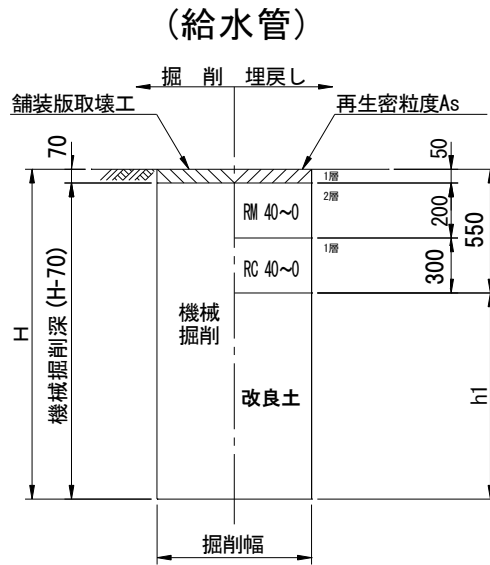 (給水管)
掘 削 埋戻し
舗装版取壊工 再生密粒度As
70 50
1層
2層
RM 40~0 200
1層 550
RC 40~0 300
機械
掘削
H
機械掘削深 (H-70)
改良土 h1
掘削幅